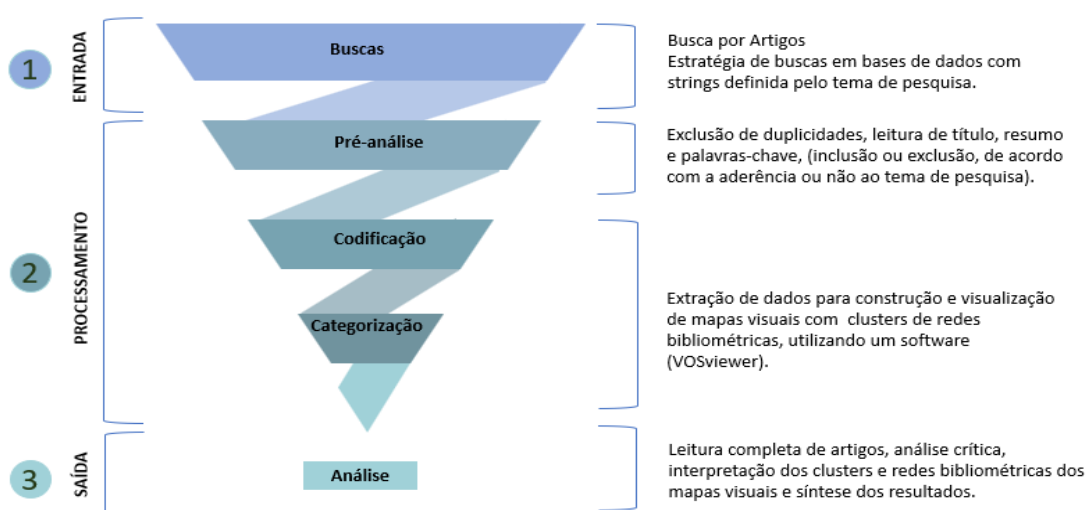 1
ENTRADA
Buscas
Busca por Artigos
Estratégia de buscas em bases de dados com
strings definida pelo tema de pesquisa.
2
PROCESSAMENTO
Pré-análise
Exclusão de duplicidades, leitura de título, resumo
e palavras-chave, (inclusão ou exclusão, de acordo
com a aderência ou não ao tema de pesquisa).
Codificação
Categorização
Extração de dados para construção e visualização
de mapas visuais com clusters de redes
bibliométricas, utilizando um software
(VOSviewer).
3
SAÍDA
Análise
Leitura completa de artigos, análise crítica,
interpretação dos clusters e redes bibliométricas dos
mapas visuais e síntese dos resultados.